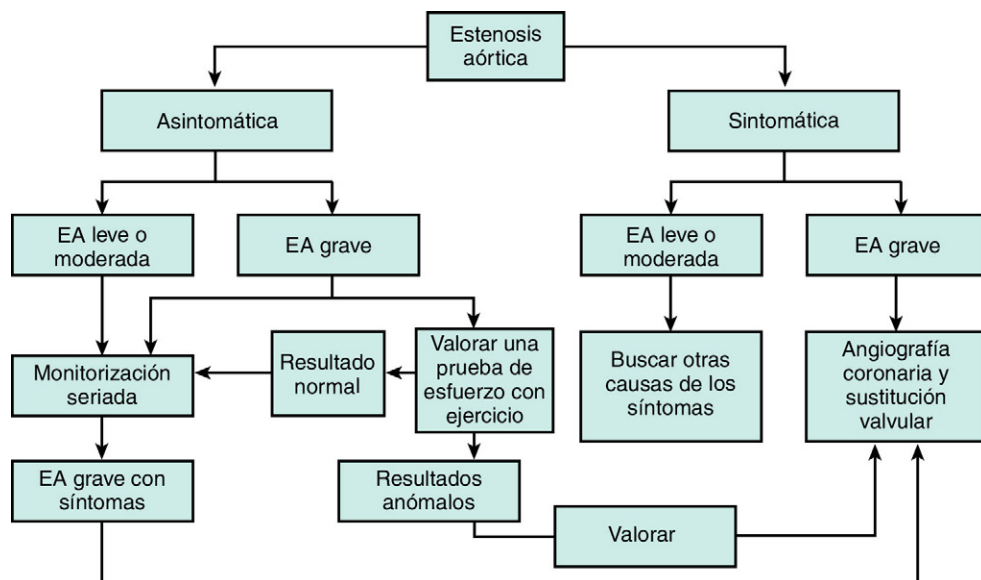 Estenosis
aórtica
Asintomática
Sintomática
EA leve o
moderada
EA grave
EA leve o
moderada
EA grave
Monitorización
seriada
Resultado
normal
Valorar una
prueba de
esfuerzo con
ejercicio
Buscar otras
causas de los
síntomas
Angiografía
coronaria y
sustitución
valvular
EA grave con
síntomas
Resultados
anómalos
Valorar